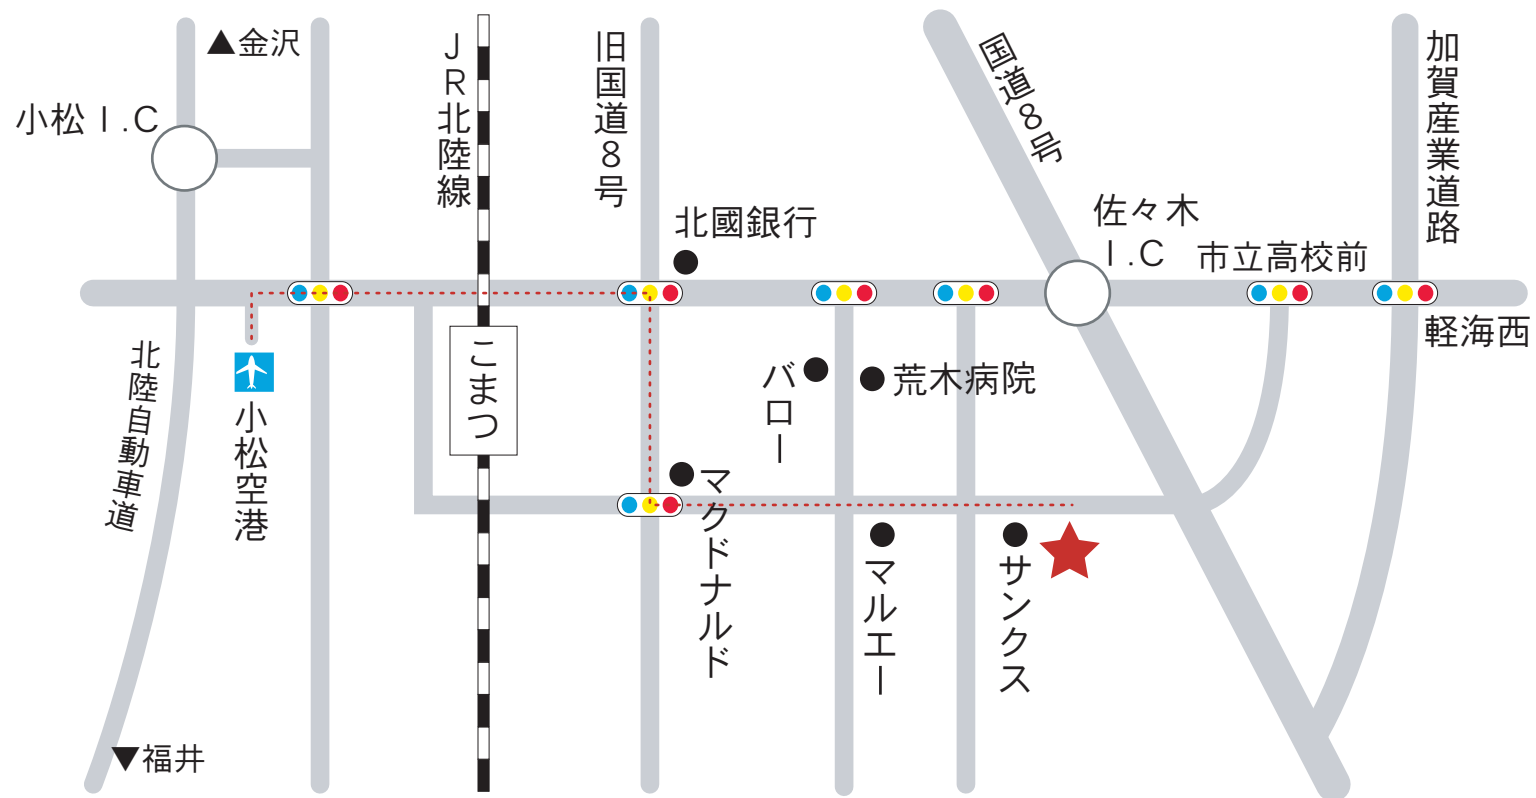 ▲金沢
小松I.C
JR北陸線
旧国道8号
国道8号
加賀産業道路
北國銀行
佐々木
I.C
市立高校前
軽海西
北陸自動車道
小松空港
こまつ
バロー
荒木病院
マクドナルド
マルエー
サンクス
▼福井